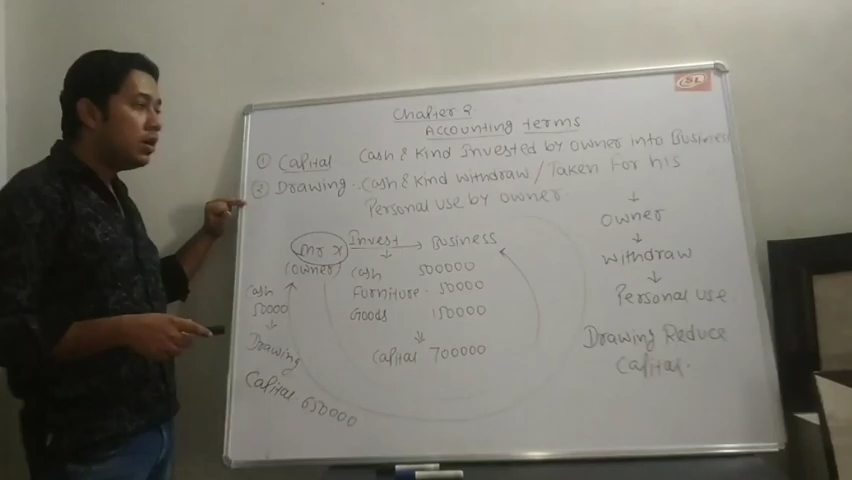 SL
Chapter 2
Accounting terms
① Capital Cash & Kind Invested by owner into Business
② Drawing. Cash & Kind withdraw / Taken For his
Personal use by owner.
Mr X Invest → Business
(owner)
Cash 500000
Furniture. 50000
Goods 150000
↓
Capital 700000
Cash
50000
↓
Drawing
Capital 650000
↓
owner
↓
withdraw
↓
Personal use.
Drawing Reduce
Capital.